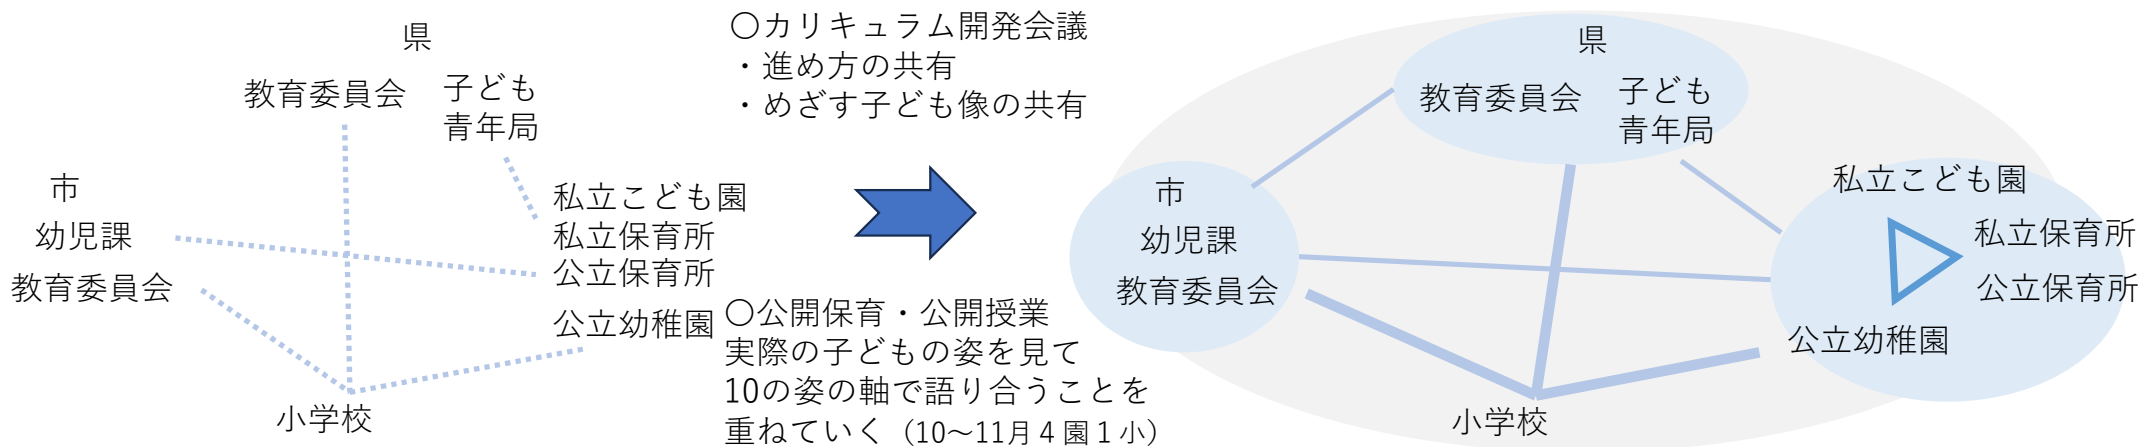 県
教育委員会
子ども
青年局
市
幼児課
教育委員会
私立こども園
私立保育所
公立保育所
公立幼稚園
小学校
〇カリキュラム開発会議
・進め方の共有
・めざす子ども像の共有
〇公開保育・公開授業
実際の子どもの姿を見て
10の姿の軸で語り合うことを
重ねていく（10～11月４園１小）
県
教育委員会
子ども
青年局
市
幼児課
教育委員会
私立こども園
私立保育所
公立保育所
公立幼稚園
小学校